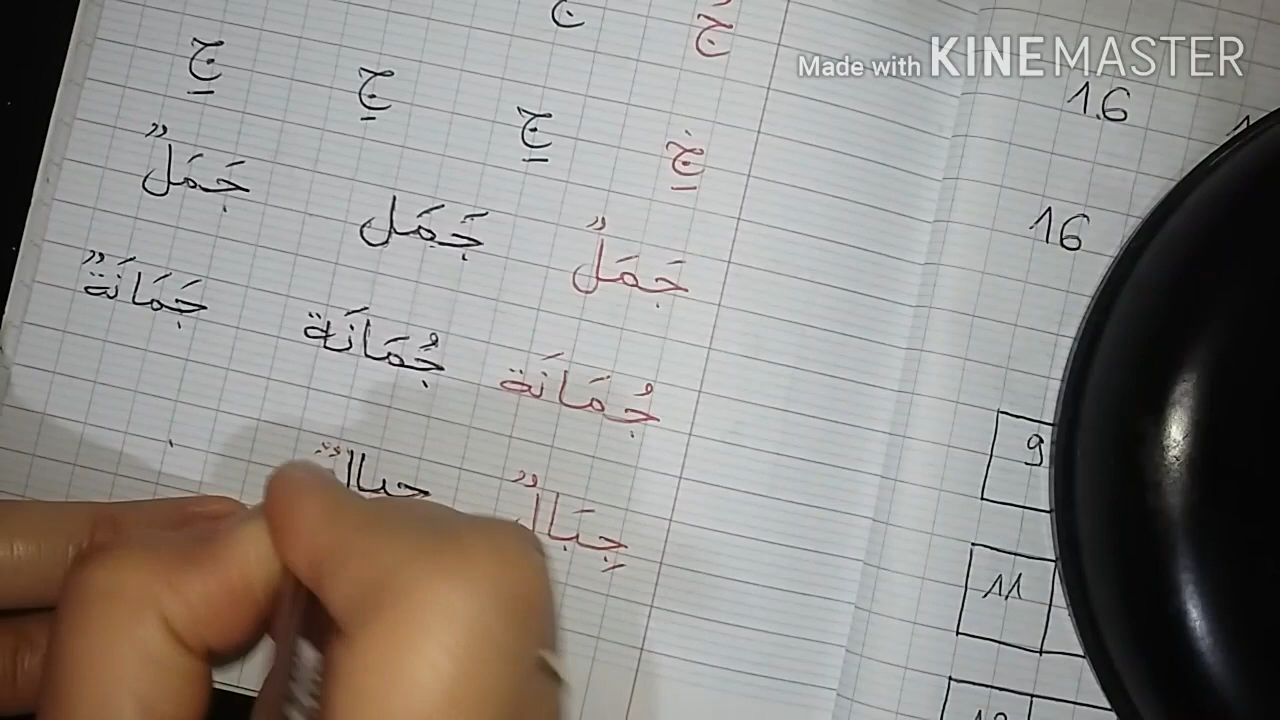 Made with KINEMASTER
جِ جِ جِ جِ
جَمَلٌ جَمَل جَمَلٌ
جُمَانَة جُمَانَة جَمَانَةٌ
جِبَالٌ
16
16
9
11